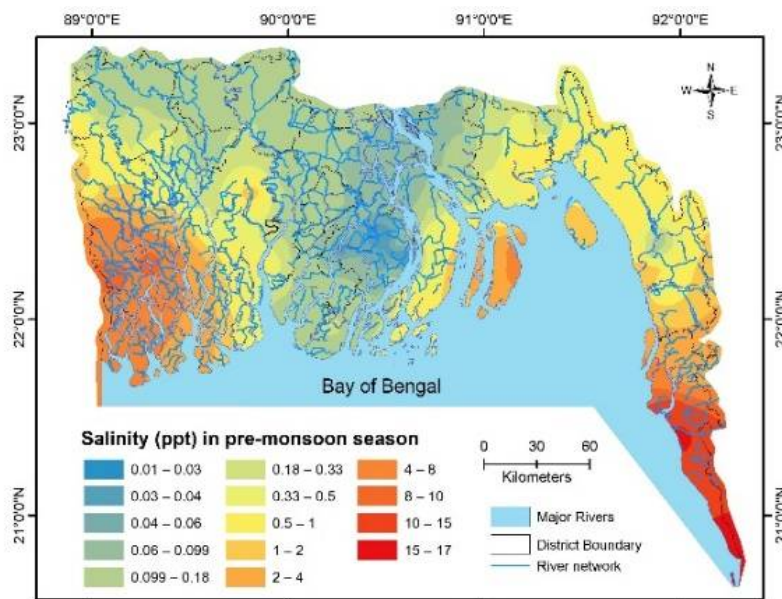 89°0'0"E 90°0'0"E 91°0'0"E 92°0'0"E
N
W E
S
23°0'0"N 23°0'0"N
22°0'0"N 22°0'0"N
21°0'0"N 21°0'0"N
Bay of Bengal
Salinity (ppt) in pre-monsoon season
0.01 – 0.03
0.03 – 0.04
0.04 – 0.06
0.06 – 0.099
0.099 – 0.18
0.18 – 0.33
0.33 – 0.5
0.5 – 1
1 – 2
2 – 4
4 – 8
8 – 10
10 – 15
15 – 17
0 30 60
Kilometers
Major Rivers
District Boundary
River network